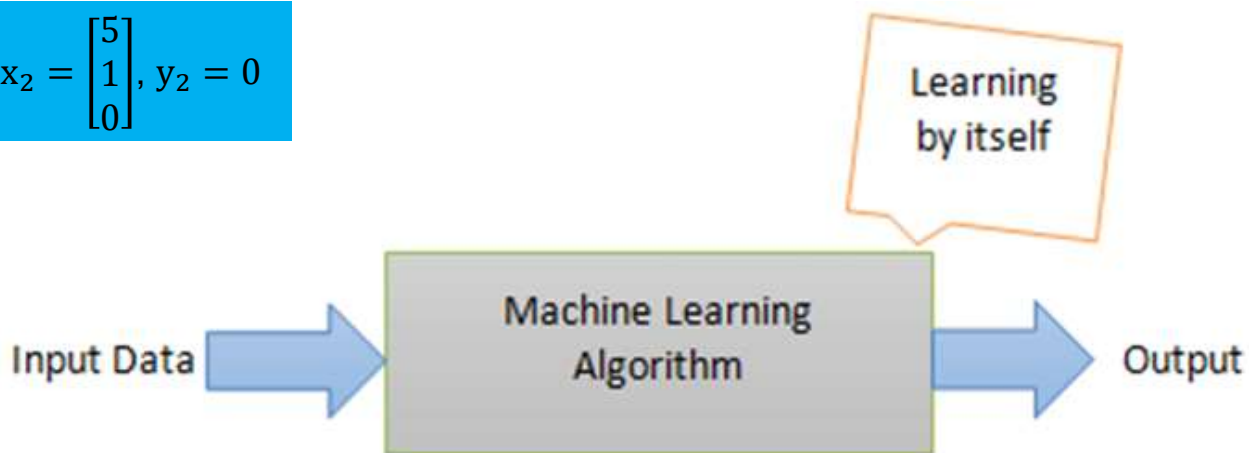 x₂ = [5 1 0], y₂ = 0
Learning
by itself
Machine Learning
Algorithm
Input Data
Output